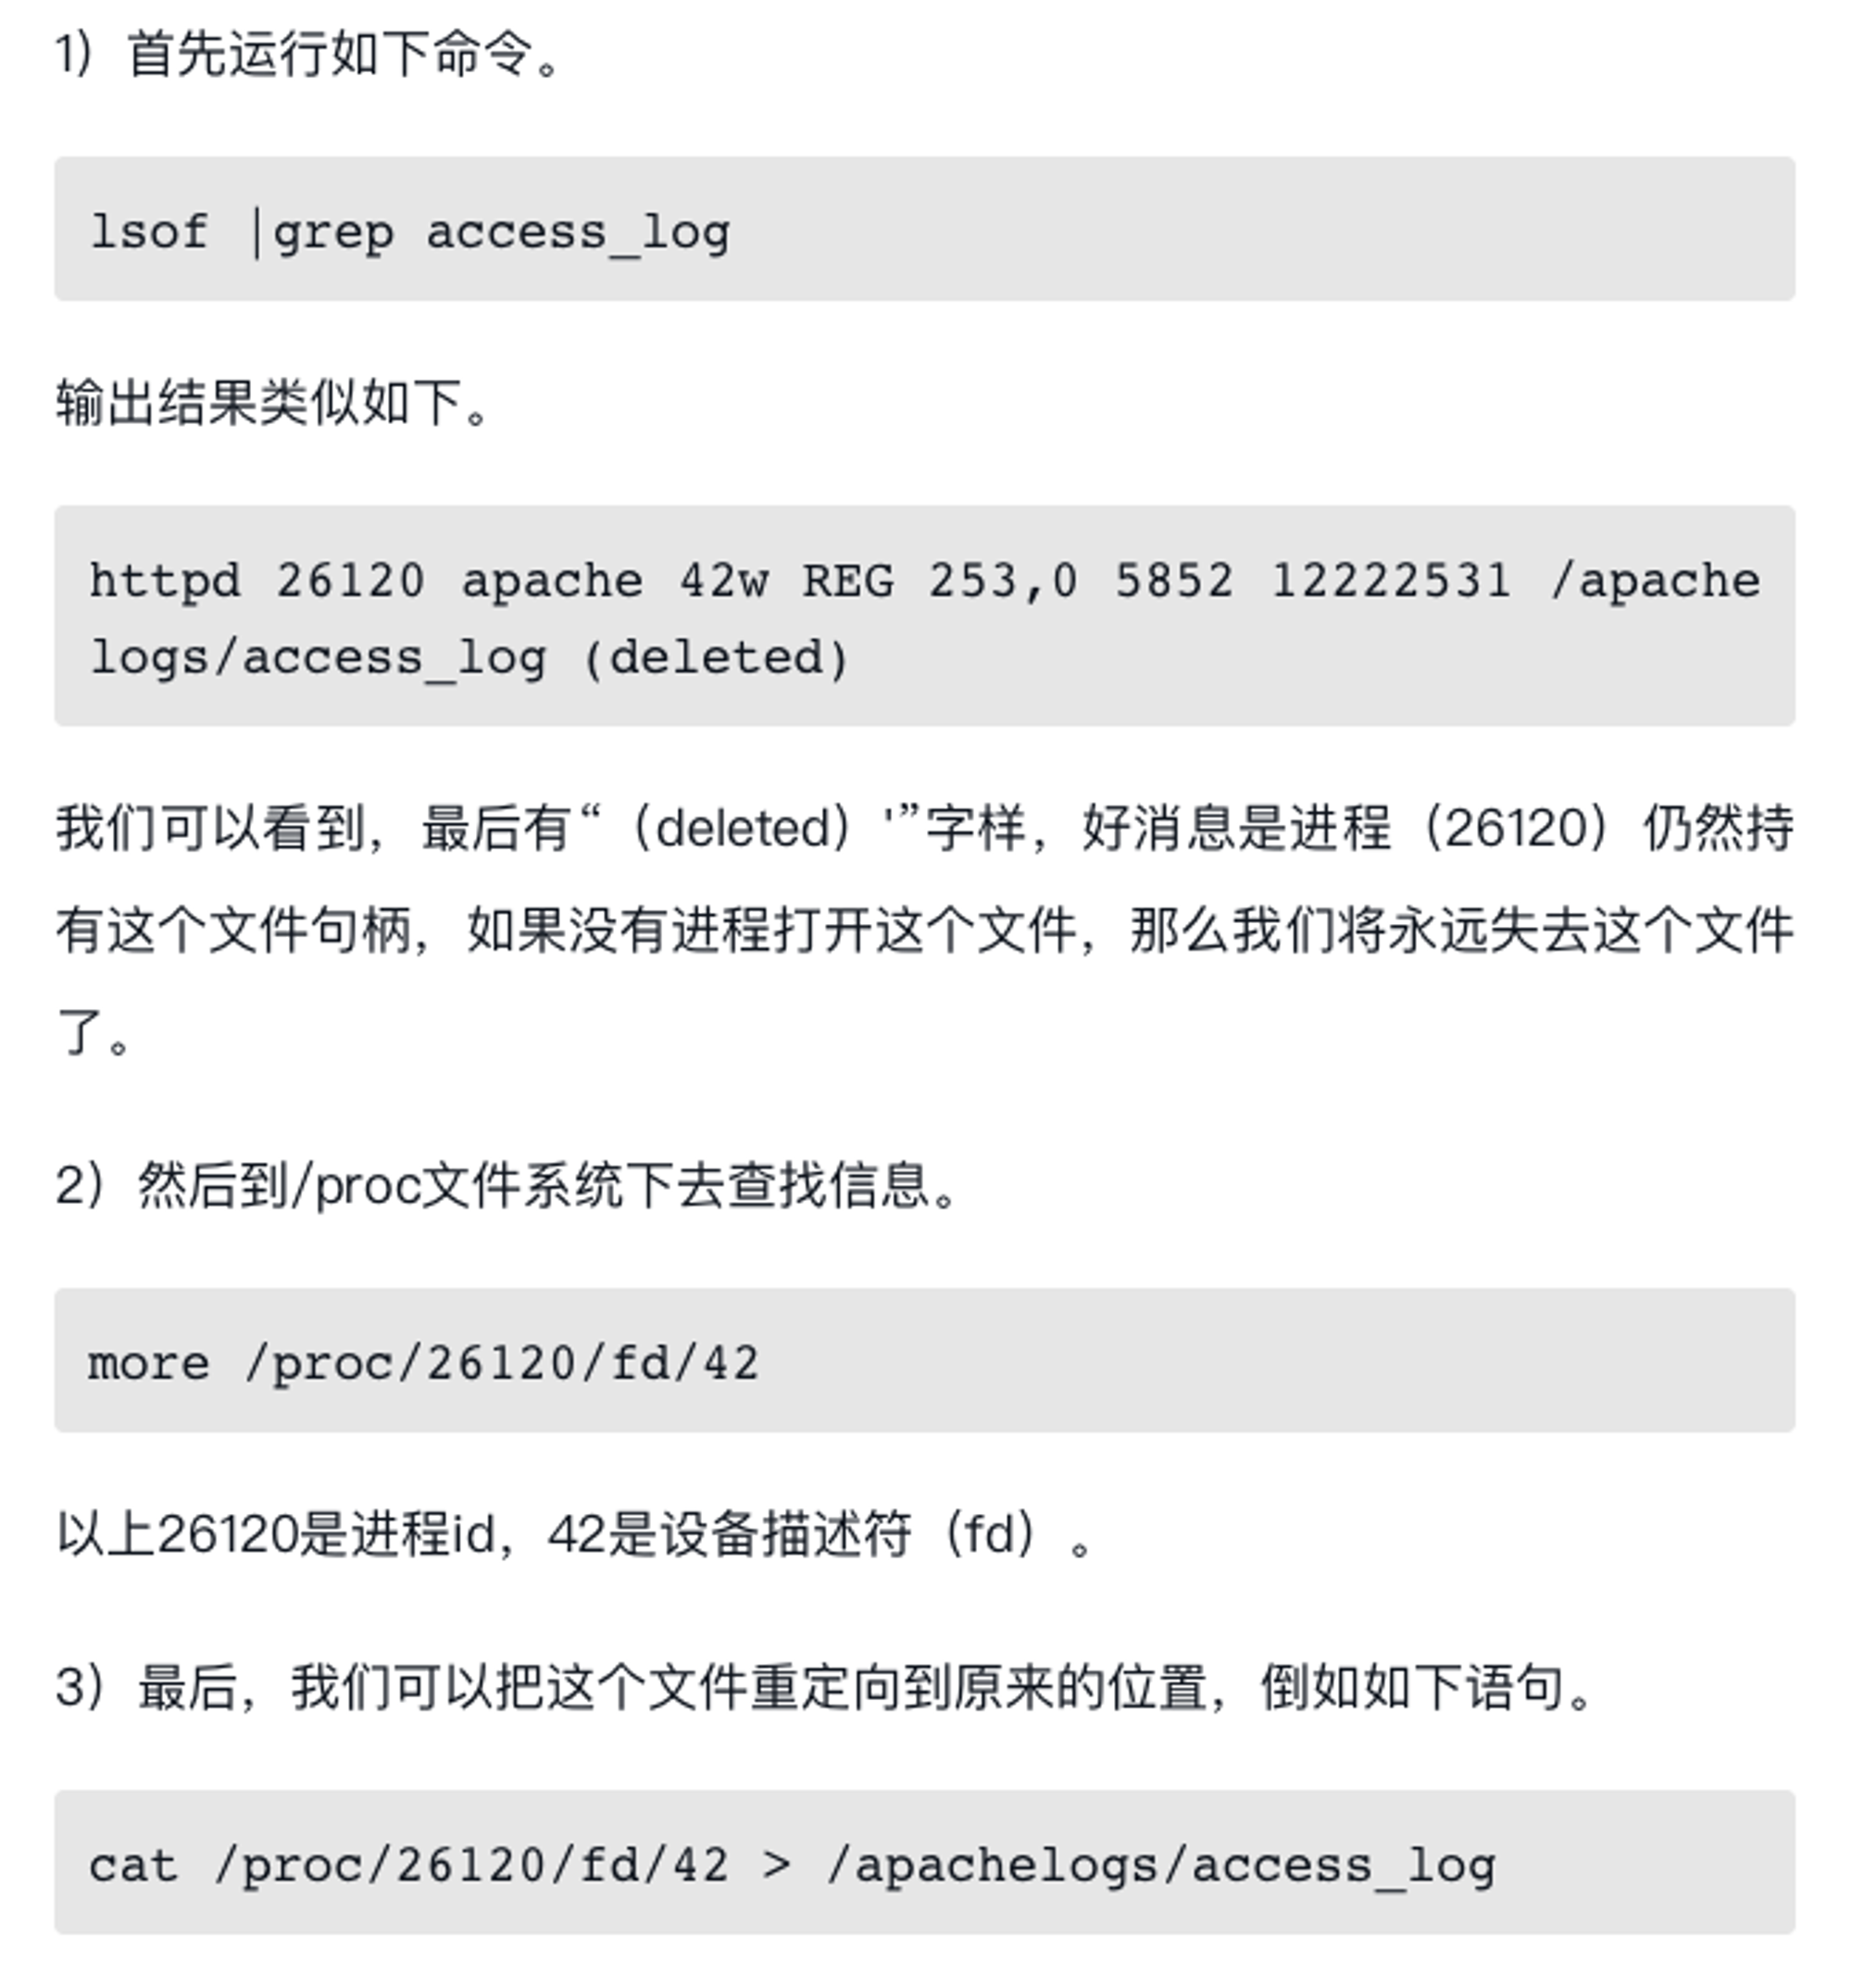 1）首先运行如下命令。
lsof |grep access_log
输出结果类似如下。
httpd 26120 apache 42w REG 253,0 5852 12222531 /apache
logs/access_log (deleted)
我们可以看到，最后有“（deleted）'”字样，好消息是进程（26120）仍然持
有这个文件句柄，如果没有进程打开这个文件，那么我们将永远失去这个文件
了。
2）然后到/proc文件系统下去查找信息。
more /proc/26120/fd/42
以上26120是进程id，42是设备描述符（fd）。
3）最后，我们可以把这个文件重定向到原来的位置，倒如如下语句。
cat /proc/26120/fd/42 > /apachelogs/access_log